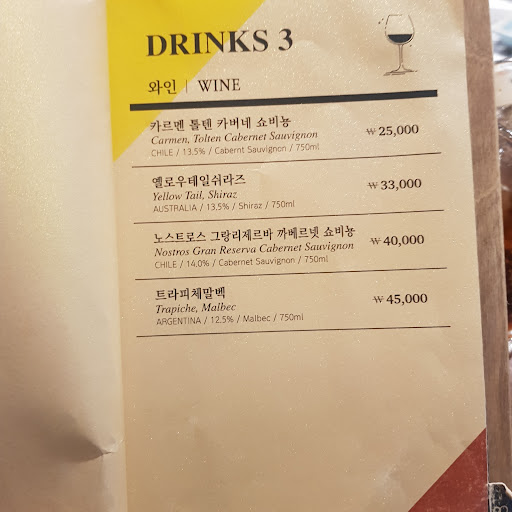 DRINKS 3
와인 | WINE
카르멘 톨텐 카버네 쇼비뇽
Carmen, Tolten Cabernet Sauvignon ₩ 25,000
CHILE / 13.5% / Cabernt Sauvignon / 750ml
옐로우테일쉬라즈
Yellow Tail, Shiraz ₩ 33,000
AUSTRALIA / 13.5% / Shiraz / 750ml
노스트로스 그랑리제르바 까베르넷 쇼비뇽
Nostros Gran Reserva Cabernet Sauvignon ₩ 40,000
CHILE / 14.0% / Cabernet Sauvignon / 750ml
트라피체말벡
Trapiche, Malbec ₩ 45,000
ARGENTINA / 12.5% / Malbec / 750ml